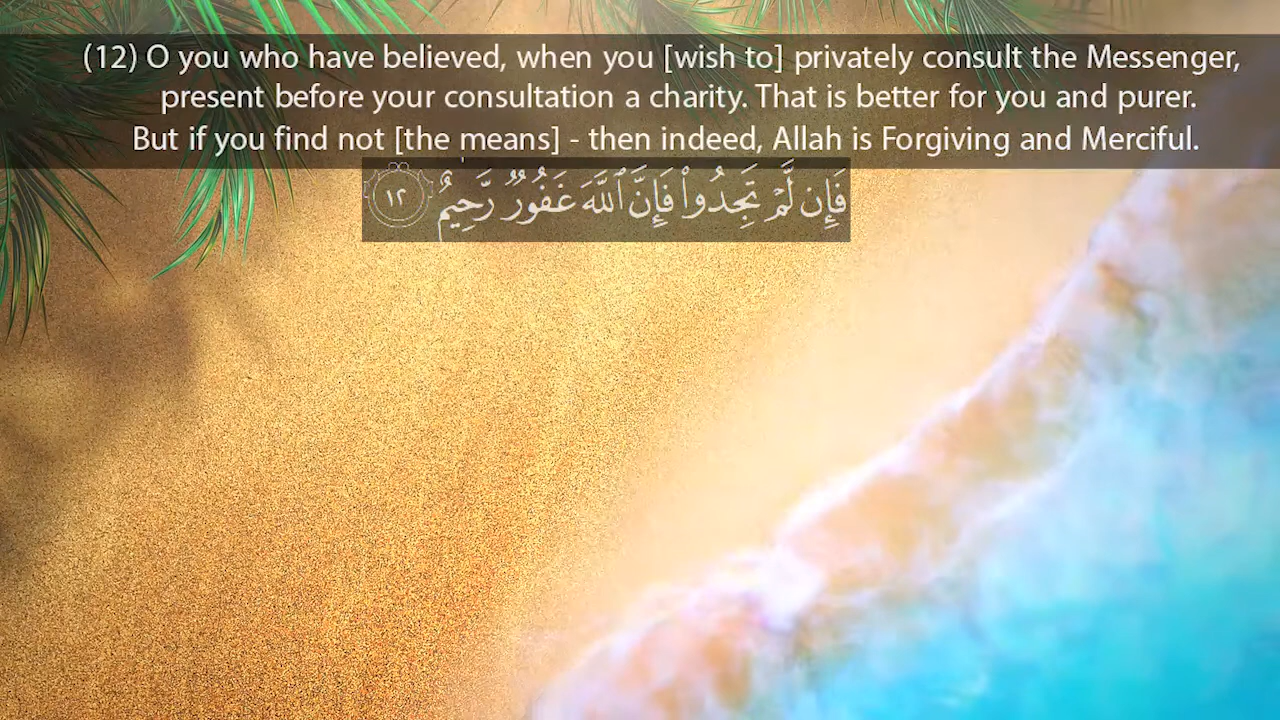 (12) O you who have believed, when you [wish to] privately consult the Messenger,
present before your consultation a charity. That is better for you and purer.
But if you find not [the means] - then indeed, Allah is Forgiving and Merciful.
فَإِن لَّمْ تَجِدُوا۟ فَإِنَّ ٱللَّهَ غَفُورٌ رَّحِيمٌ ١٢